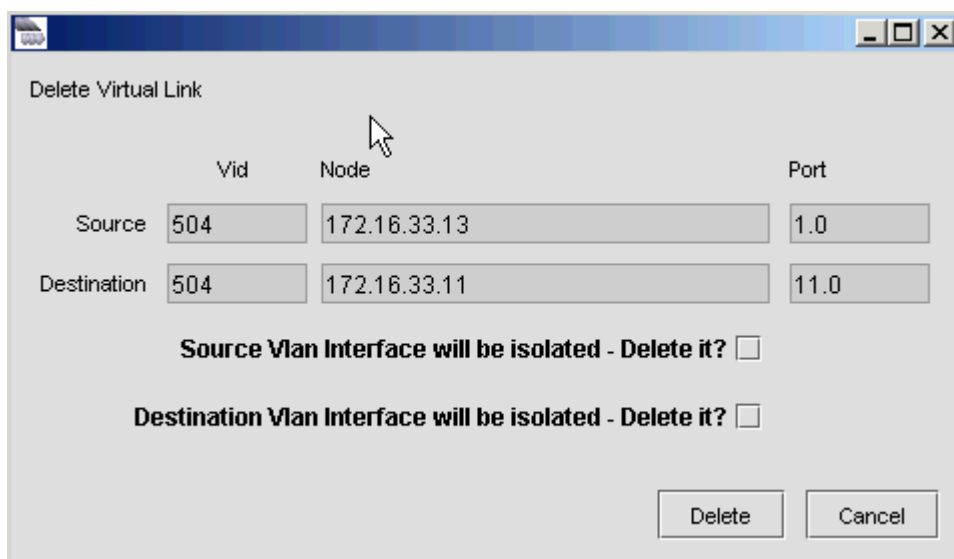 Delete Virtual Link
Vid Node Port
Source 504 172.16.33.13 1.0
Destination 504 172.16.33.11 11.0
Source Vlan Interface will be isolated - Delete it?
Destination Vlan Interface will be isolated - Delete it?
Delete Cancel